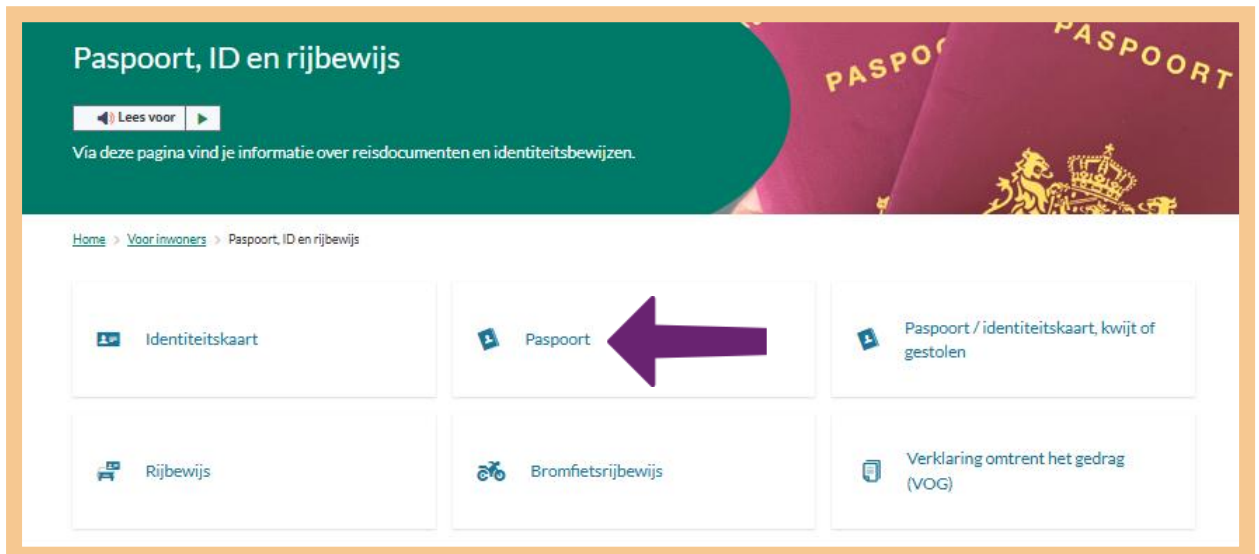 Paspoort, ID en rijbewijs
PASPOORT
Lees voor
Via deze pagina vind je informatie over reisdocumenten en identiteitsbewijzen.
Home > Voor inwoners > Paspoort, ID en rijbewijs
Identiteitskaart
Paspoort
Paspoort / identiteitskaart, kwijt of
gestolen
Rijbewijs
Bromfietsrijbewijs
Verklaring omtrent het gedrag
(VOG)